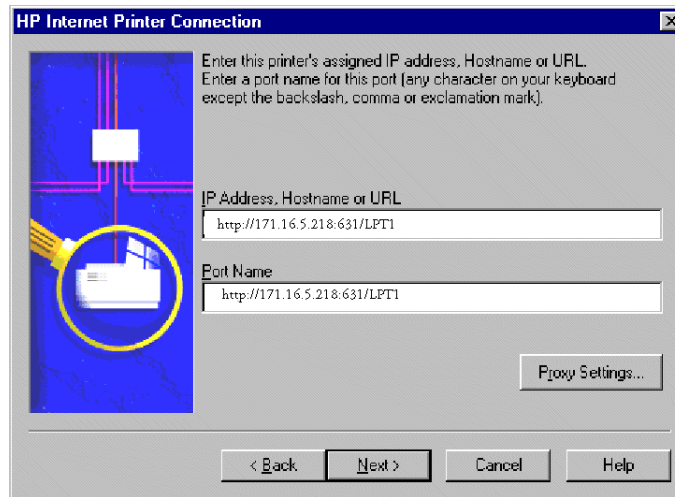 HP Internet Printer Connection
Enter this printer's assigned IP address, Hostname or URL.
Enter a port name for this port (any character on your keyboard
except the backslash, comma or exclamation mark).
IP Address, Hostname or URL
http://171.16.5.218:631/LPT1
Port Name
http://171.16.5.218:631/LPT1
Proxy Settings...
< Back Next > Cancel Help